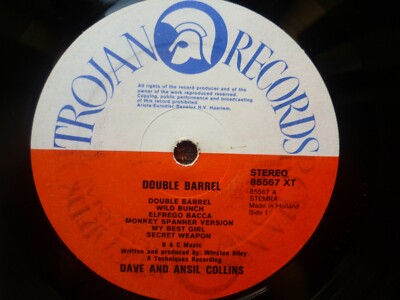 TROJAN RECORDS
All rights of the record producer and of the
owner of the work reproduced reserved.
Copying, public performance and broadcasting
of this record prohibited.
Ariola-Eurodisc Benelux N.V. Haarlem.
STEREO
85567 XT
85567 A
STEMRA
Made in Holland
Side 1
DOUBLE BARREL
DOUBLE BARREL
WILD BUNCH
ELFREGO BACCA
MONKEY SPANNER VERSION
MY BEST GIRL
SECRET WEAPON
B & C Music
Written and produced by: Winston Riley
A Techniques Recording
DAVE AND ANSIL COLLINS